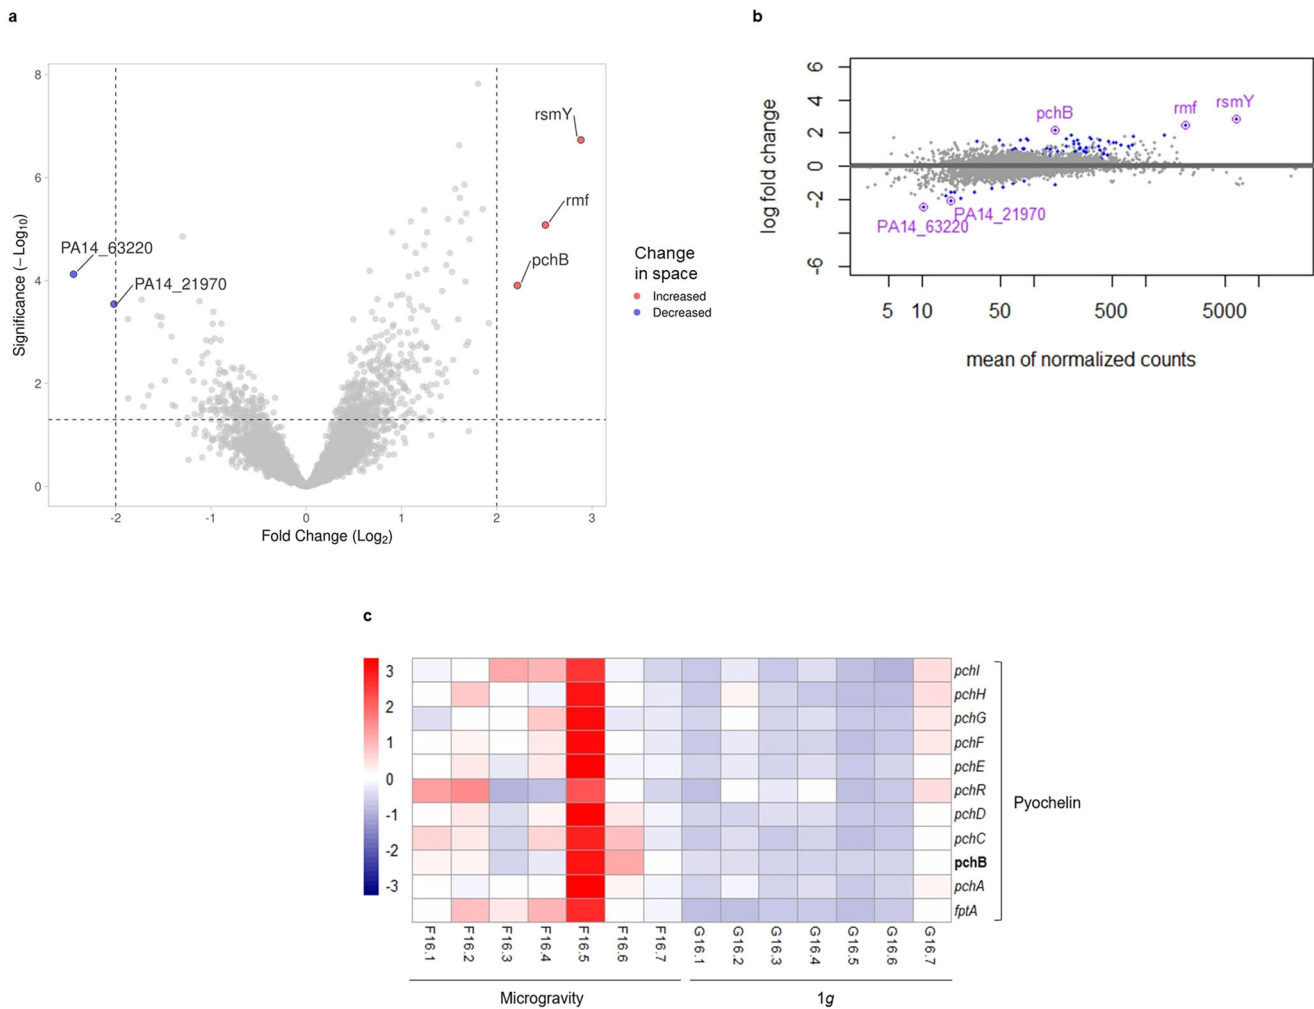 a
8
6
4
2
0
Significance (−Log10)
rsmY
rmf
pchB
PA14_63220
PA14_21970
-2
-1
0
1
2
3
Fold Change (Log2)
Change
in space
Increased
Decreased
b
6
4
2
0
-2
-6
log fold change
pchB
rmf
rsmY
PA14_63220
PA14_21970
5 10 50 500 5000
mean of normalized counts
c
3
2
1
0
-1
-2
-3
pchI
pchH
pchG
pchF
pchE
pchR
pchD
pchC
pchB
pchA
fptA
Pyochelin
F16.1 F16.2 F16.3 F16.4 F16.5 F16.6 F16.7 G16.1 G16.2 G16.3 G16.4 G16.5 G16.6 G16.7
Microgravity 1g